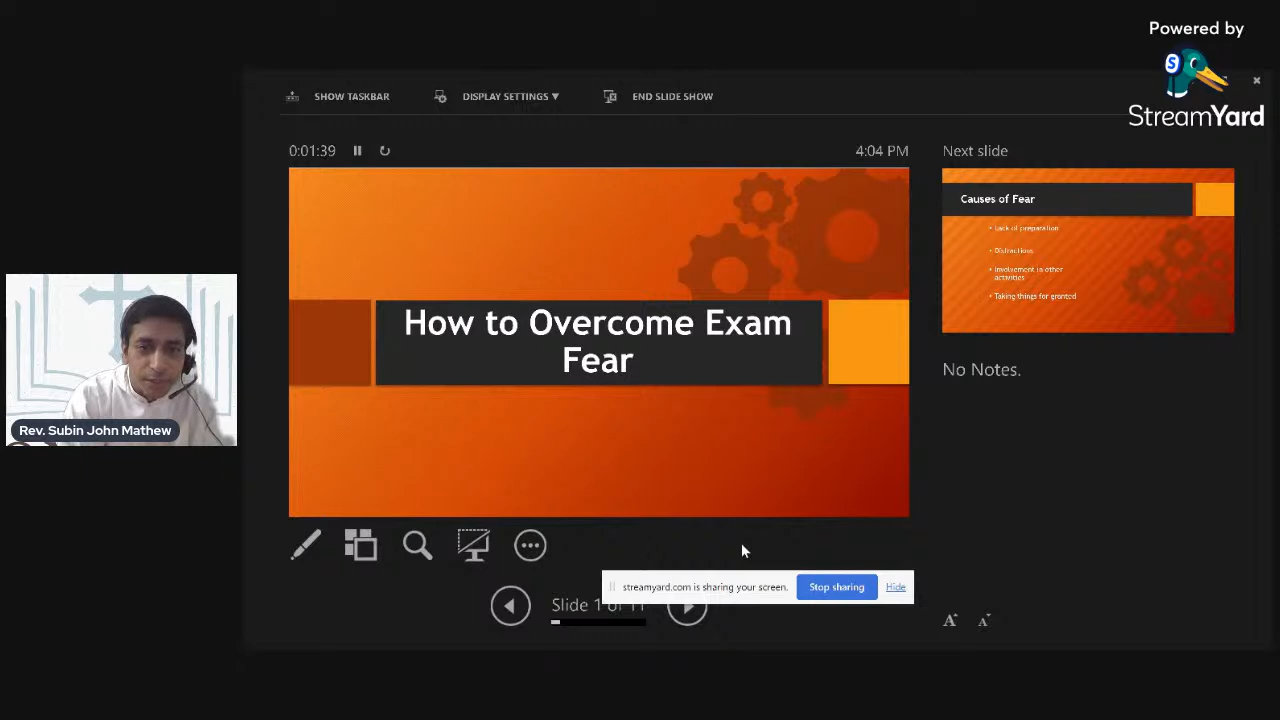 Powered by
S
StreamYard
SHOW TASKBAR
DISPLAY SETTINGS ▼
END SLIDE SHOW
0:01:39
4:04 PM
Next slide
How to Overcome Exam
Fear
Causes of Fear
• Lack of preparation
• Distractions
• Involvement in other
activities
• Taking things for granted
No Notes.
Rev. Subin John Mathew
streamyard.com is sharing your screen.
Stop sharing
Hide
Slide 1 of 11
A
A